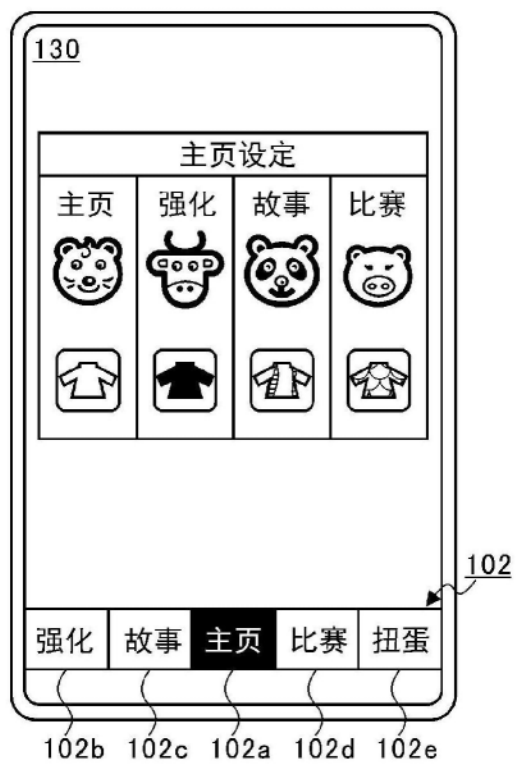 130
主页设定
主页 强化 故事 比赛
102
强化 故事 主页 比赛 扭蛋
102b 102c 102a 102d 102e